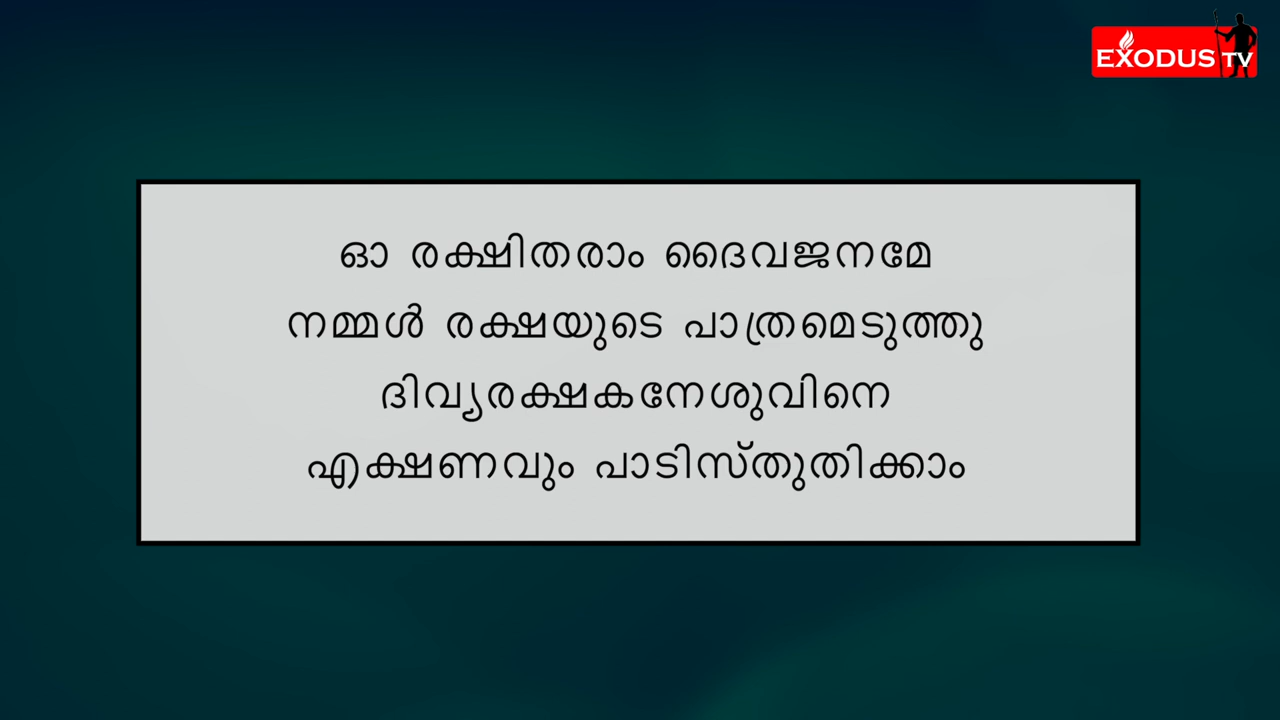 EXODUS TV
ഓ രക്ഷിതരാം ദൈവജനമേ
നമ്മൾ രക്ഷയുടെ പാത്രമെടുത്തു
ദിവ്യരക്ഷകനേശുവിനെ
എക്ഷണവും പാടിസ്തുതിക്കാം